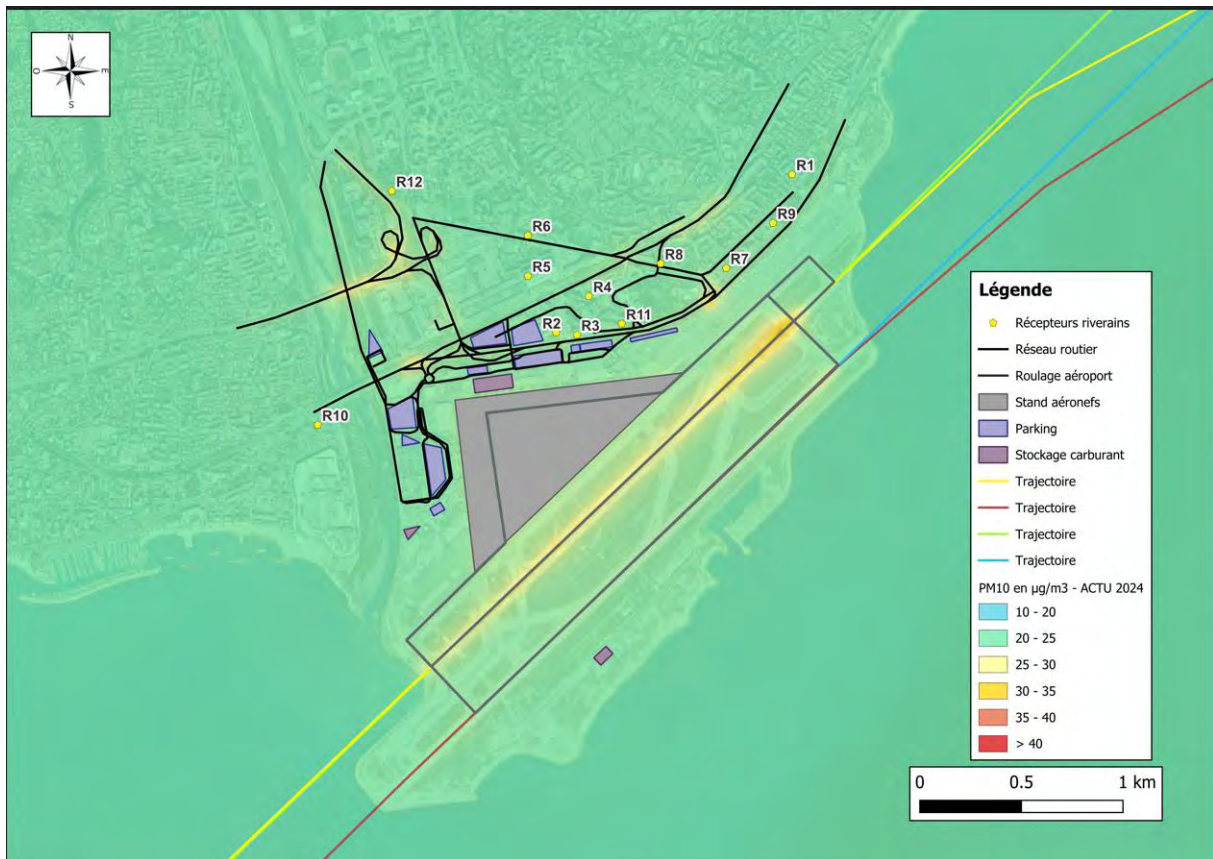 N
O
E
S
R1
R12
R9
R6
R8
R7
R5
R4
R11
R2
R3
R10
Légende
Récepteurs riverains
Réseau routier
Roulage aéroport
Stand aéronefs
Parking
Stockage carburant
Trajectoire
Trajectoire
Trajectoire
Trajectoire
PM10 en µg/m3 - ACTU 2024
10 - 20
20 - 25
25 - 30
30 - 35
35 - 40
> 40
0 0.5 1 km